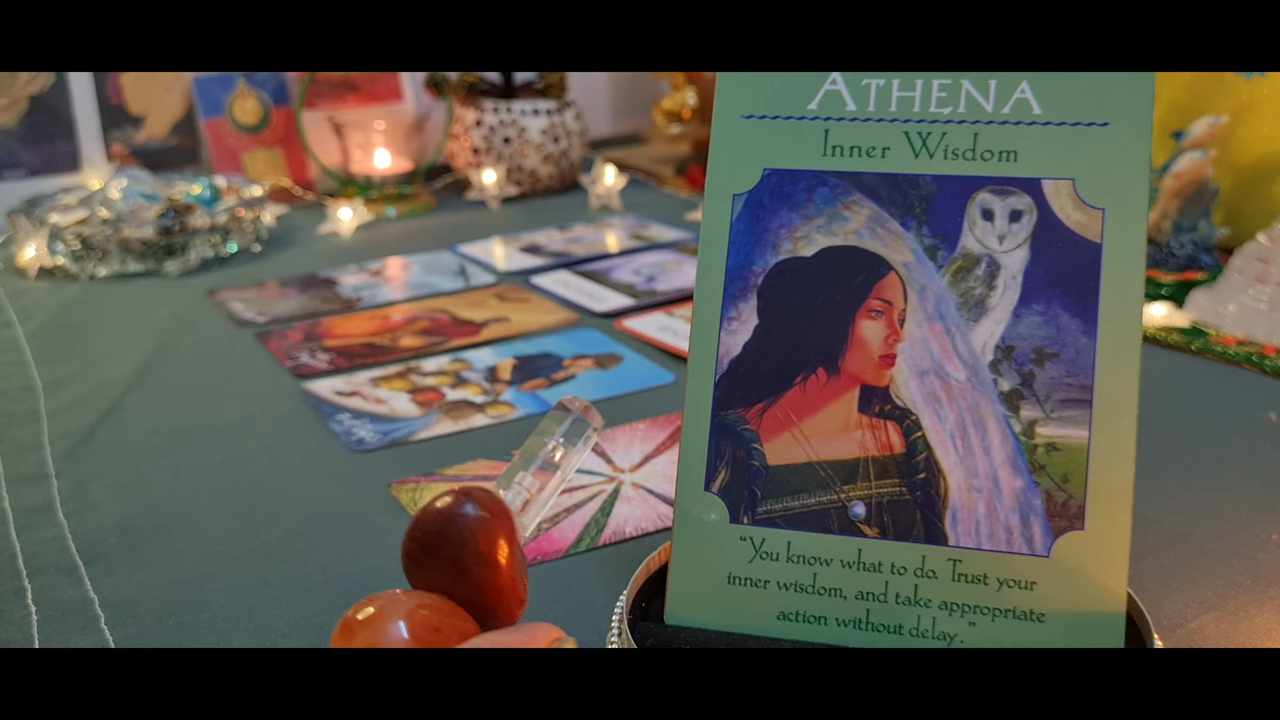 ATHENA
Inner Wisdom
"You know what to do. Trust your
inner wisdom, and take appropriate
action without delay."